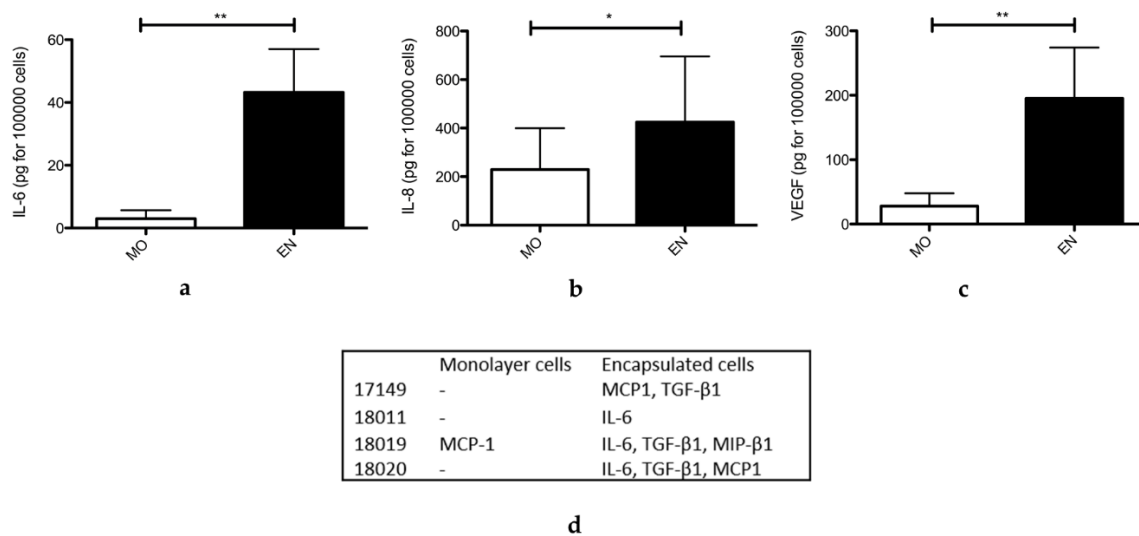 **
60
40
20
0
IL-6 (pg for 100000 cells)
MO
EN
a
*
800
600
400
200
0
IL-8 (pg for 100000 cells)
MO
EN
b
**
300
200
100
0
VEGF (pg for 100000 cells)
MO
EN
c
Monolayer cells Encapsulated cells
17149 - MCP1, TGF-β1
18011 - IL-6
18019 MCP-1 IL-6, TGF-β1, MIP-β1
18020 - IL-6, TGF-β1, MCP1
d